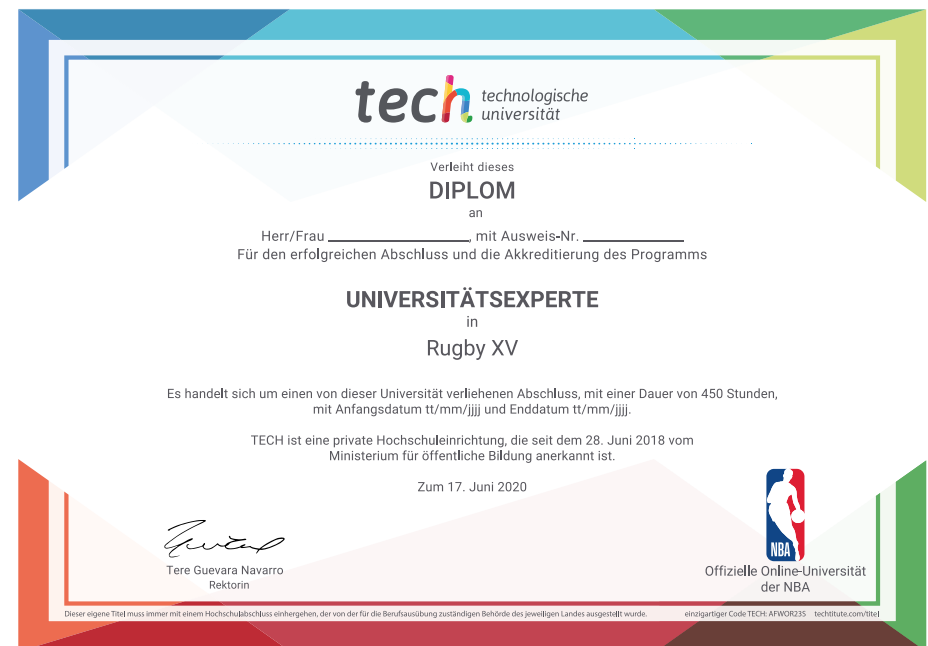 tech technologische
universität
Verleiht dieses
DIPLOM
an
Herr/Frau ____________________, mit Ausweis-Nr. ______________
Für den erfolgreichen Abschluss und die Akkreditierung des Programms
UNIVERSITÄTSEXPERTE
in
Rugby XV
Es handelt sich um einen von dieser Universität verliehenen Abschluss, mit einer Dauer von 450 Stunden,
mit Anfangsdatum tt/mm/jjjj und Enddatum tt/mm/jjjj.
TECH ist eine private Hochschuleinrichtung, die seit dem 28. Juni 2018 vom
Ministerium für öffentliche Bildung anerkannt ist.
Zum 17. Juni 2020
NBA
Tere Guevara Navarro
Rektorin
Offizielle Online-Universität
der NBA
Dieser eigene Titel muss immer mit einem Hochschulabschluss einhergehen, der von der für die Berufsausübung zuständigen Behörde des jeweiligen Landes ausgestellt wurde.
einzigartiger Code TECH: AFWOR235 techtitute.com/titel